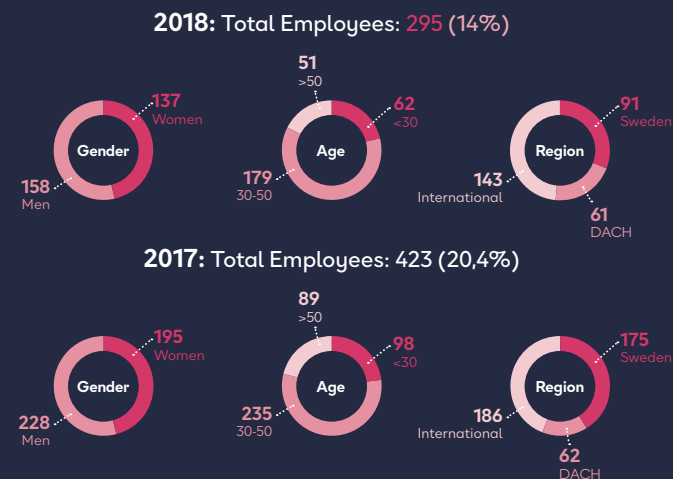 2018: Total Employees: 295 (14%)
51
>50
137
Women
62
<30
91
Sweden
Gender
Age
Region
158
Men
179
30-50
143
International
61
DACH
2017: Total Employees: 423 (20,4%)
89
>50
195
Women
98
<30
175
Sweden
Gender
Age
Region
228
Men
235
30-50
186
International
62
DACH